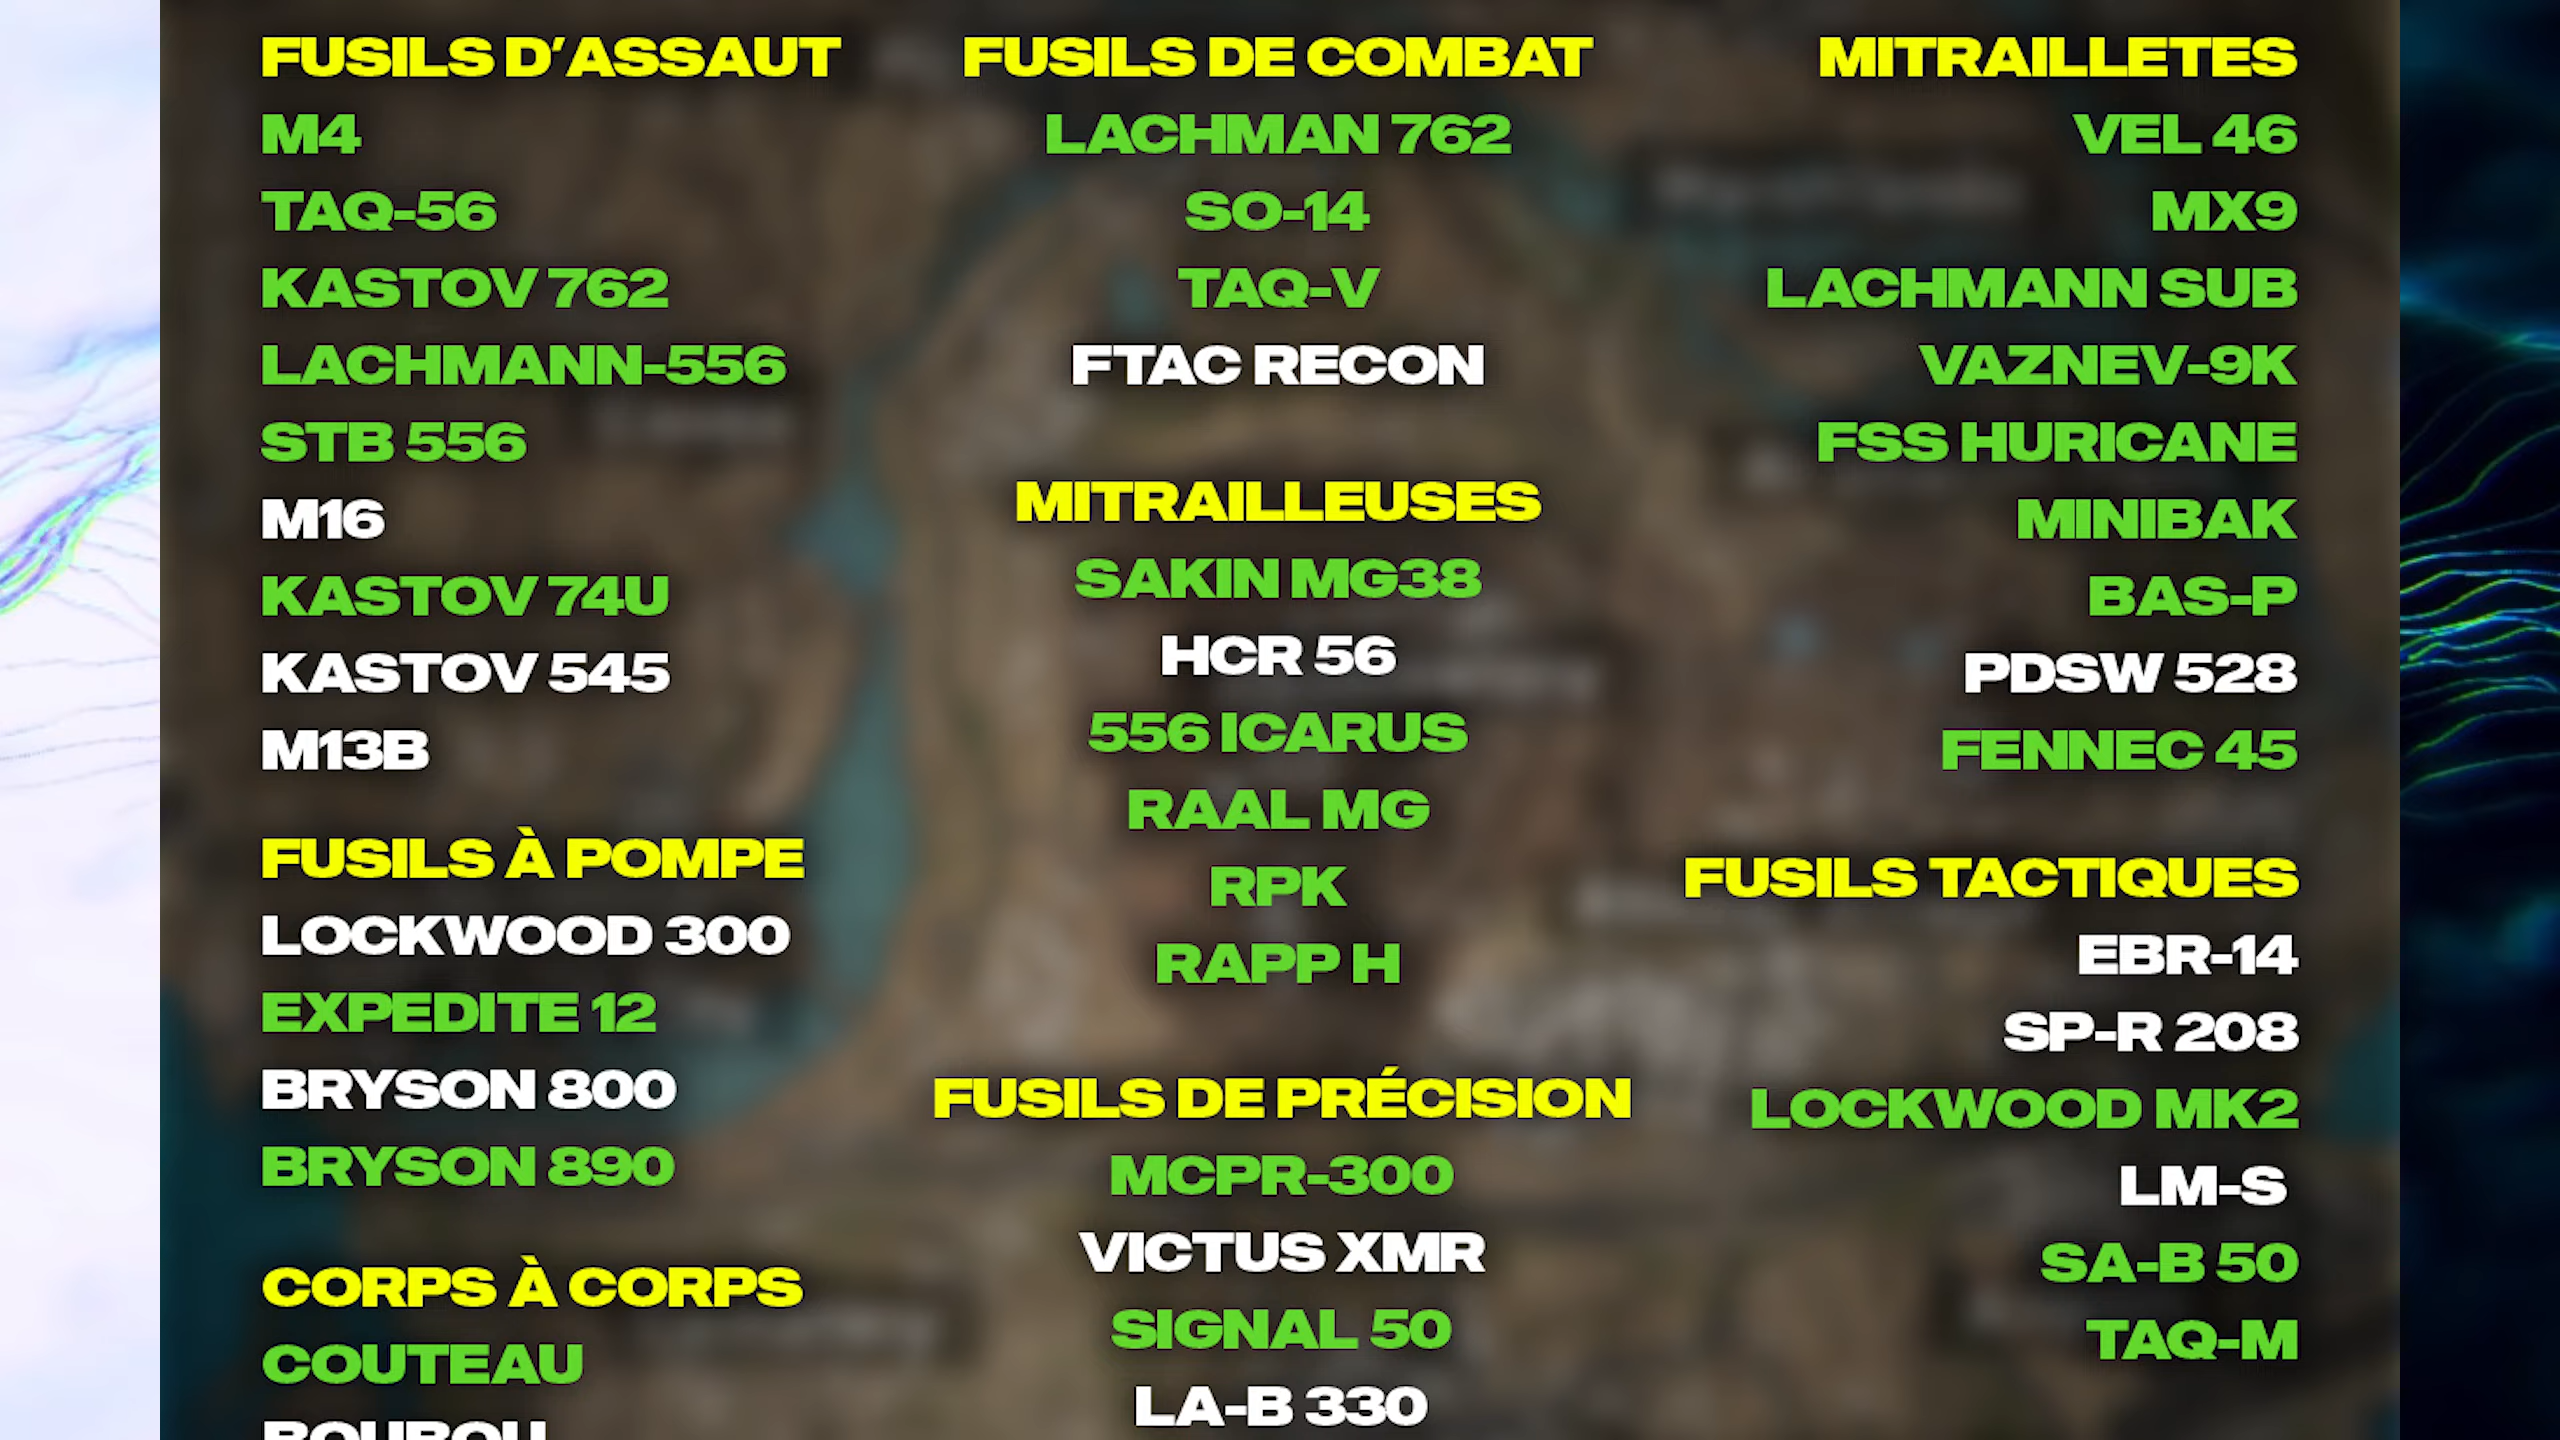 FUSILS D'ASSAUT
M4
TAQ-56
KASTOV 762
LACHMANN-556
STB 556
M16
KASTOV 74U
KASTOV 545
M13B
FUSILS À POMPE
LOCKWOOD 300
EXPEDITE 12
BRYSON 800
BRYSON 890
CORPS À CORPS
COUTEAU
FUSILS DE COMBAT
LACHMAN 762
SO-14
TAQ-V
FTAC RECON
MITRAILLEUSES
SAKIN MG38
HCR 56
556 ICARUS
RAAL MG
RPK
RAPP H
FUSILS DE PRÉCISION
MCPR-300
VICTUS XMR
SIGNAL 50
LA-B 330
MITRAILLETES
VEL 46
MX9
LACHMANN SUB
VAZNEV-9K
FSS HURICANE
MINIBAK
BAS-P
PDSW 528
FENNEC 45
FUSILS TACTIQUES
EBR-14
SP-R 208
LOCKWOOD MK2
LM-S
SA-B 50
TAQ-M